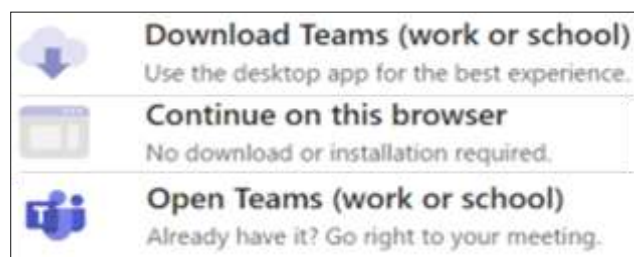 Download Teams (work or school)
Use the desktop app for the best experience.
Continue on this browser
No download or installation required.
Open Teams (work or school)
Already have it? Go right to your meeting.